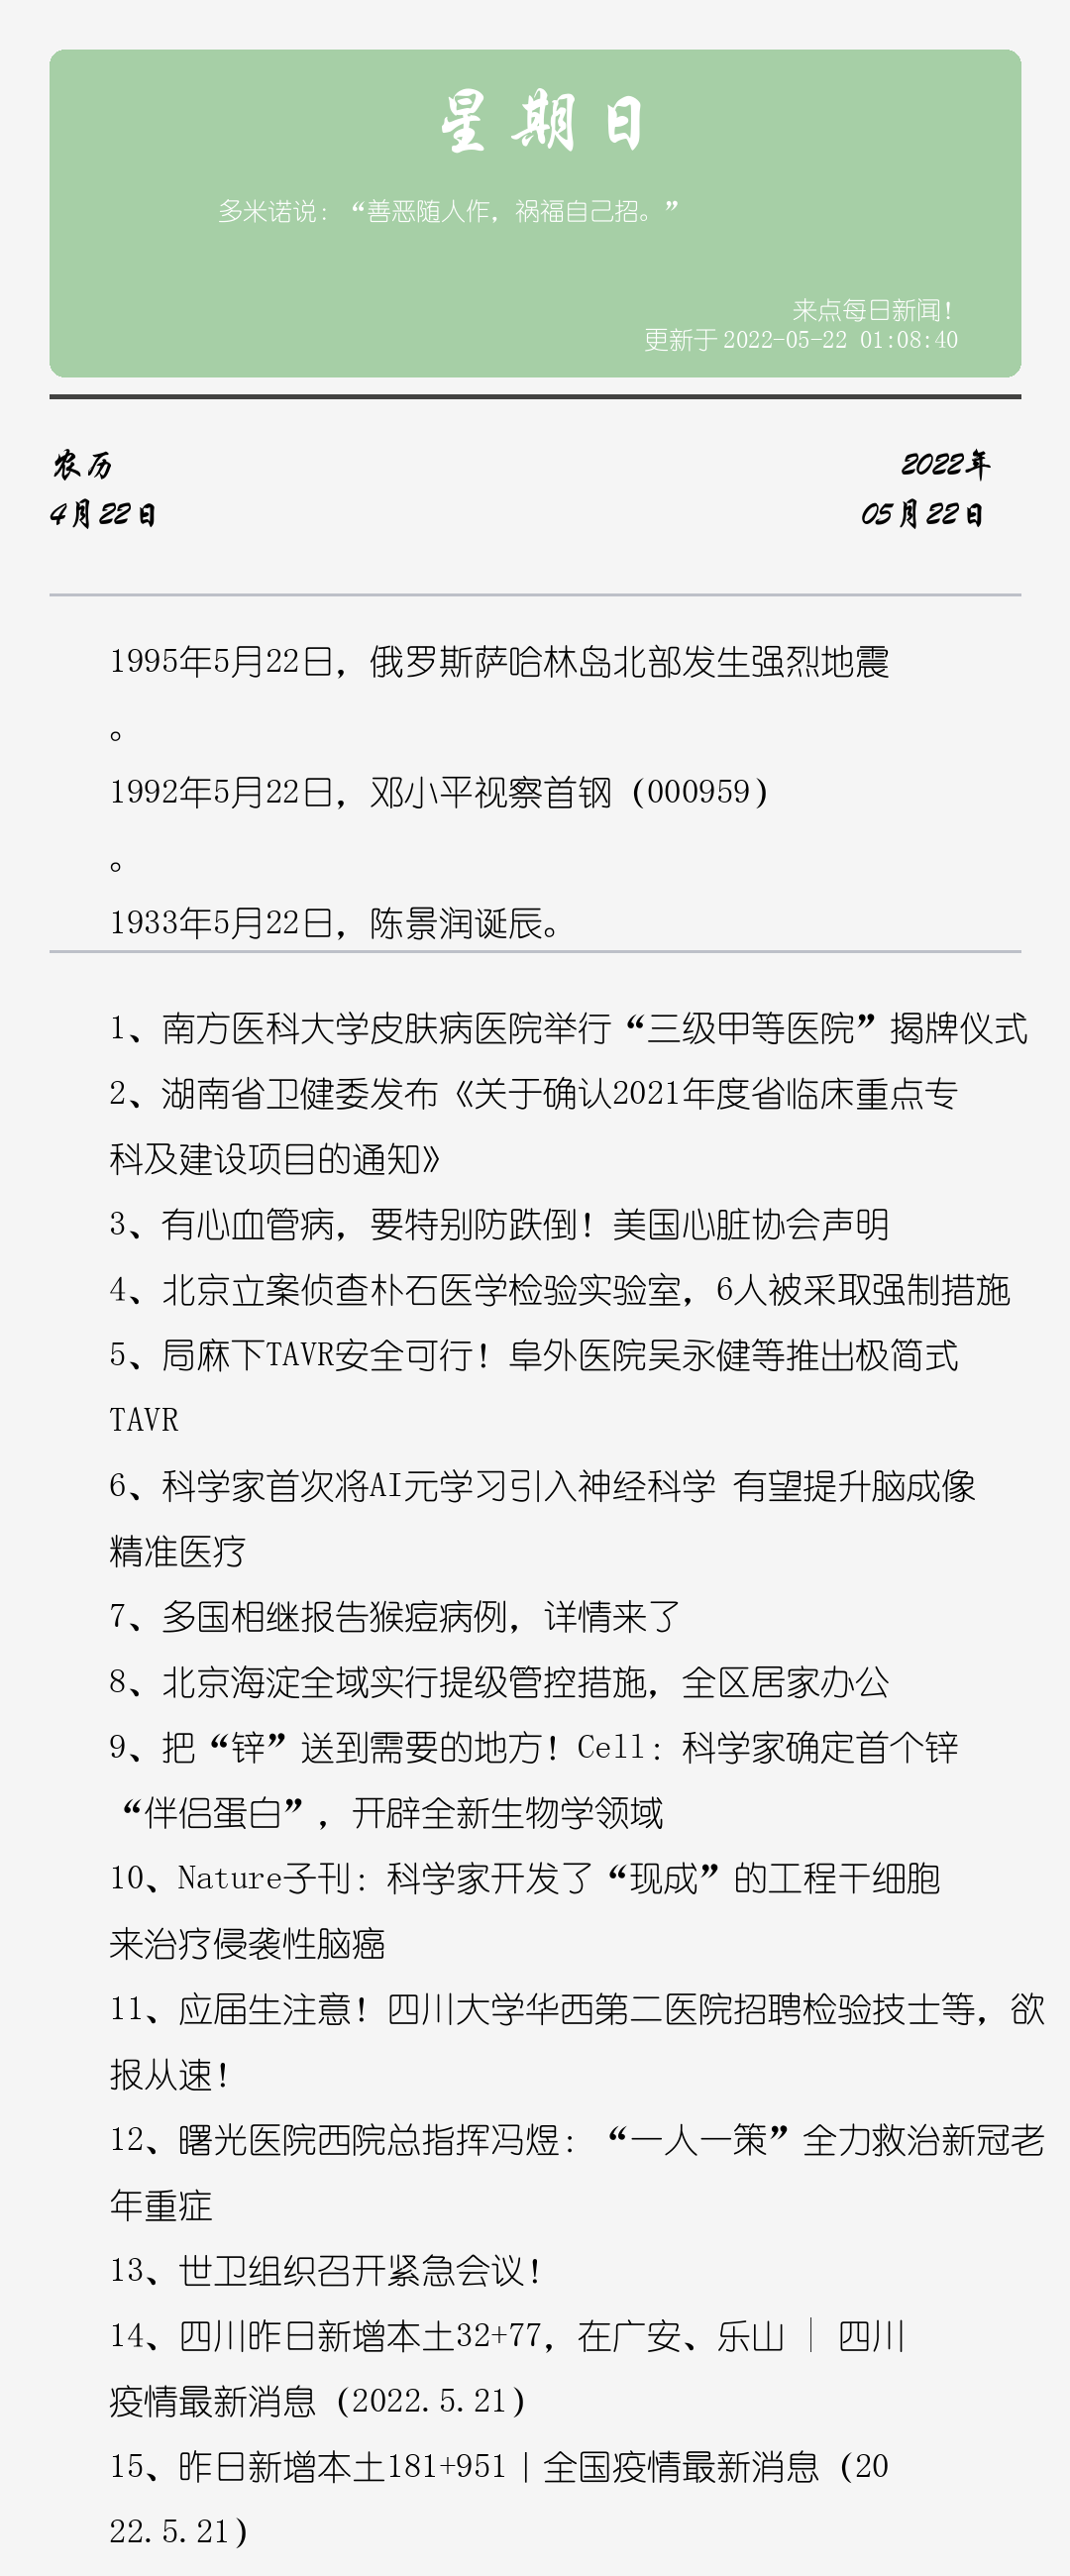 星期日
多米诺说：“善恶随人作，祸福自己招。”
来点每日新闻！
更新于 2022-05-22 01:08:40
农历
2022年
4月22日
05月22日
1995年5月22日，俄罗斯萨哈林岛北部发生强烈地震
。
1992年5月22日，邓小平视察首钢（000959）
。
1933年5月22日，陈景润诞辰。
1、南方医科大学皮肤病医院举行“三级甲等医院”揭牌仪式
2、湖南省卫健委发布《关于确认2021年度省临床重点专
科及建设项目的通知》
3、有心血管病，要特别防跌倒！美国心脏协会声明
4、北京立案侦查朴石医学检验实验室，6人被采取强制措施
5、局麻下TAVR安全可行！阜外医院吴永健等推出极简式
TAVR
6、科学家首次将AI元学习引入神经科学 有望提升脑成像
精准医疗
7、多国相继报告猴痘病例，详情来了
8、北京海淀全域实行提级管控措施，全区居家办公
9、把“锌”送到需要的地方！Cell：科学家确定首个锌
“伴侣蛋白”，开辟全新生物学领域
10、Nature子刊：科学家开发了“现成”的工程干细胞
来治疗侵袭性脑癌
11、应届生注意！四川大学华西第二医院招聘检验技士等，欲
报从速！
12、曙光医院西院总指挥冯煜：“一人一策”全力救治新冠老
年重症
13、世卫组织召开紧急会议！
14、四川昨日新增本土32+77，在广安、乐山 │ 四川
疫情最新消息（2022.5.21）
15、昨日新增本土181+951｜全国疫情最新消息（20
22.5.21）